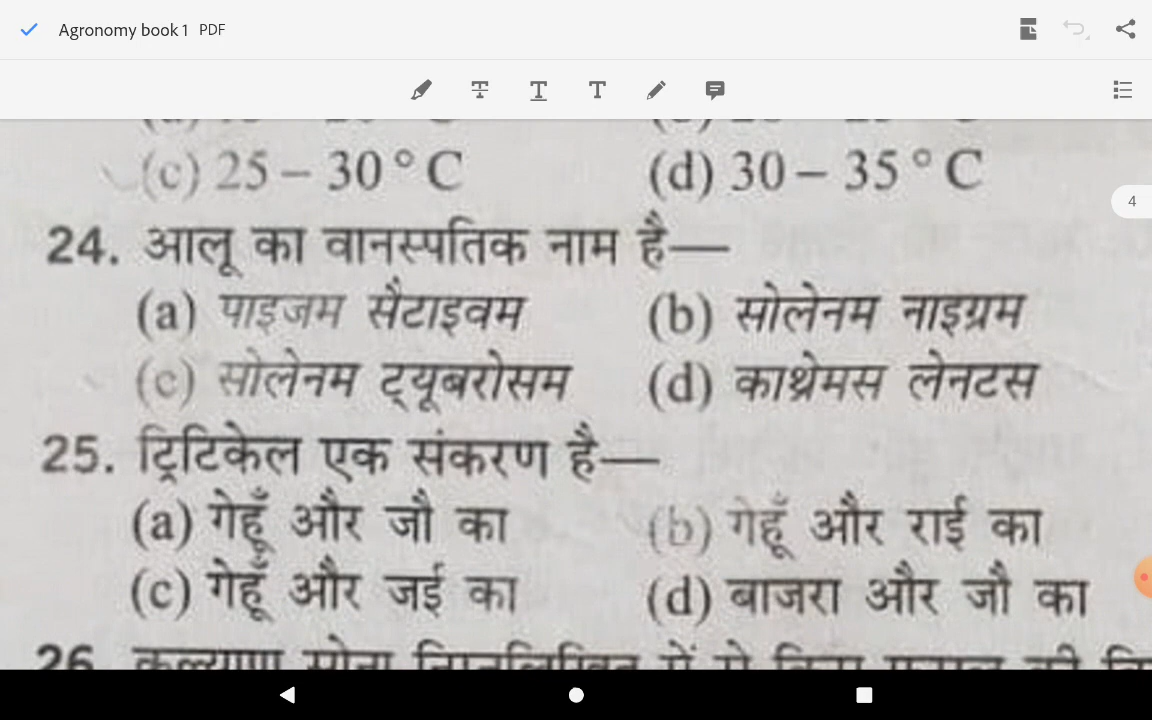 Agronomy book 1 PDF
(c) 25 – 30 ° C (d) 30 – 35 ° C
4
24. आलू का वानस्पतिक नाम है—
(a) पाइजम सैटाइवम (b) सोलेनम नाइग्रम
(c) सोलेनम ट्यूबरोसम (d) काथ्रेमस लेनटस
25. ट्रिटिकेल एक संकरण है—
(a) गेहूँ और जौ का (b) गेहूँ और राई का
(c) गेहूँ और जई का (d) बाजरा और जौ का
26